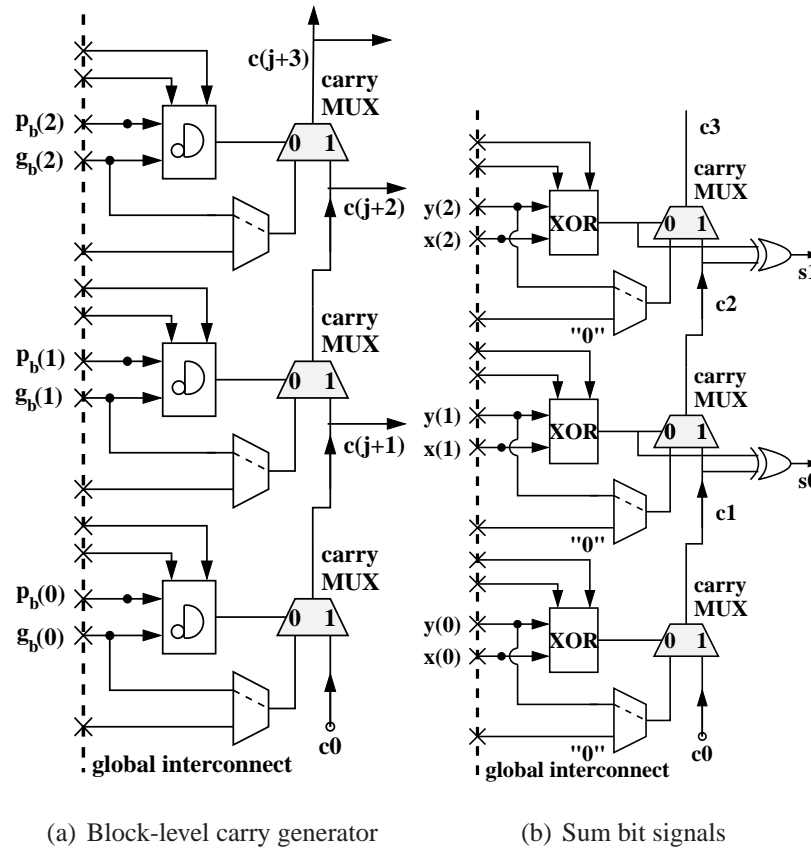 c(j+3)
carry
MUX
p_b(2)
g_b(2)
0 1
c(j+2)
carry
MUX
p_b(1)
g_b(1)
0 1
c(j+1)
carry
MUX
p_b(0)
g_b(0)
0 1
c0
global interconnect
(a) Block-level carry generator
c3
carry
MUX
y(2)
x(2)
XOR
0 1
s1
c2
"0"
carry
MUX
y(1)
x(1)
XOR
0 1
s0
c1
"0"
carry
MUX
y(0)
x(0)
XOR
0 1
"0"
c0
global interconnect
(b) Sum bit signals